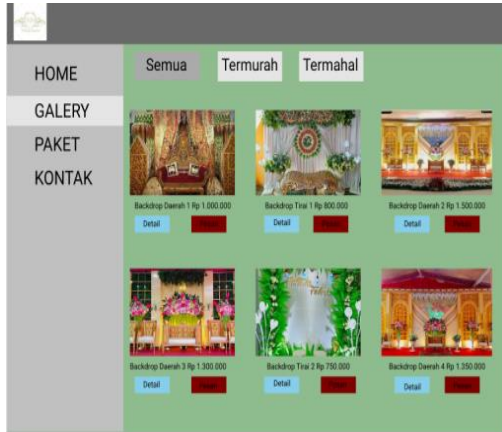 HOME
GALERY
PAKET
KONTAK
Semua Termurah Termahal
Backdrop Daerah 1 Rp 1.000.000
Backdrop Tirai 1 Rp 800.000
Backdrop Daerah 2 Rp 1.500.000
Detail
Detail
Detail
Backdrop Daerah 3 Rp 1.300.000
Backdrop Tirai 2 Rp 750.000
Backdrop Daerah 4 Rp 1.350.000
Detail
Detail
Detail